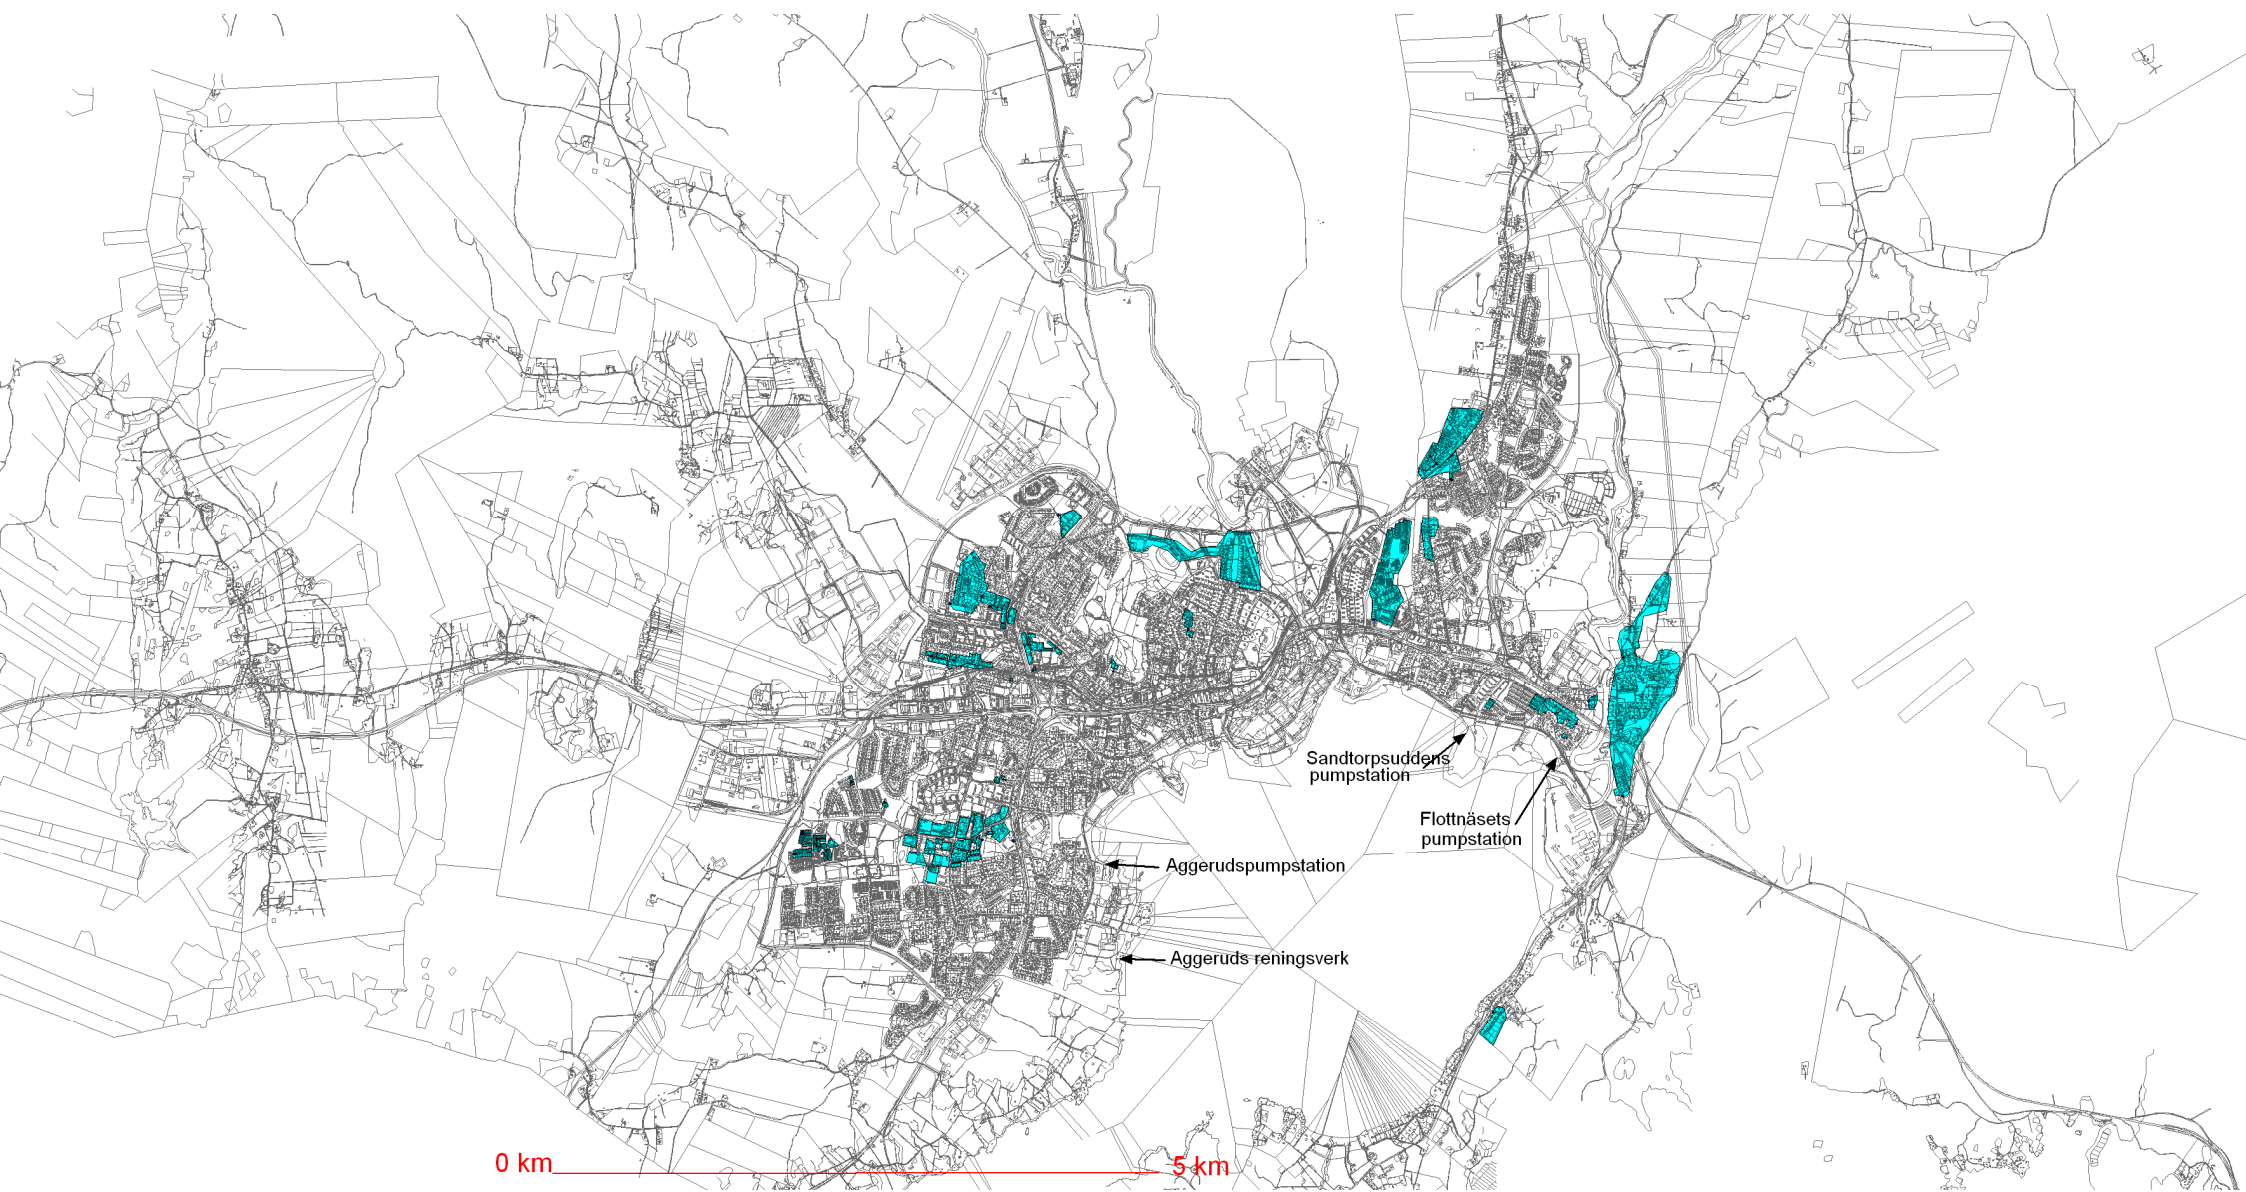 Sandtorpsuddens
pumpstation
Flottnäsets
pumpstation
Aggerudspumpstation
Aggeruds reningsverk
0 km
5 km